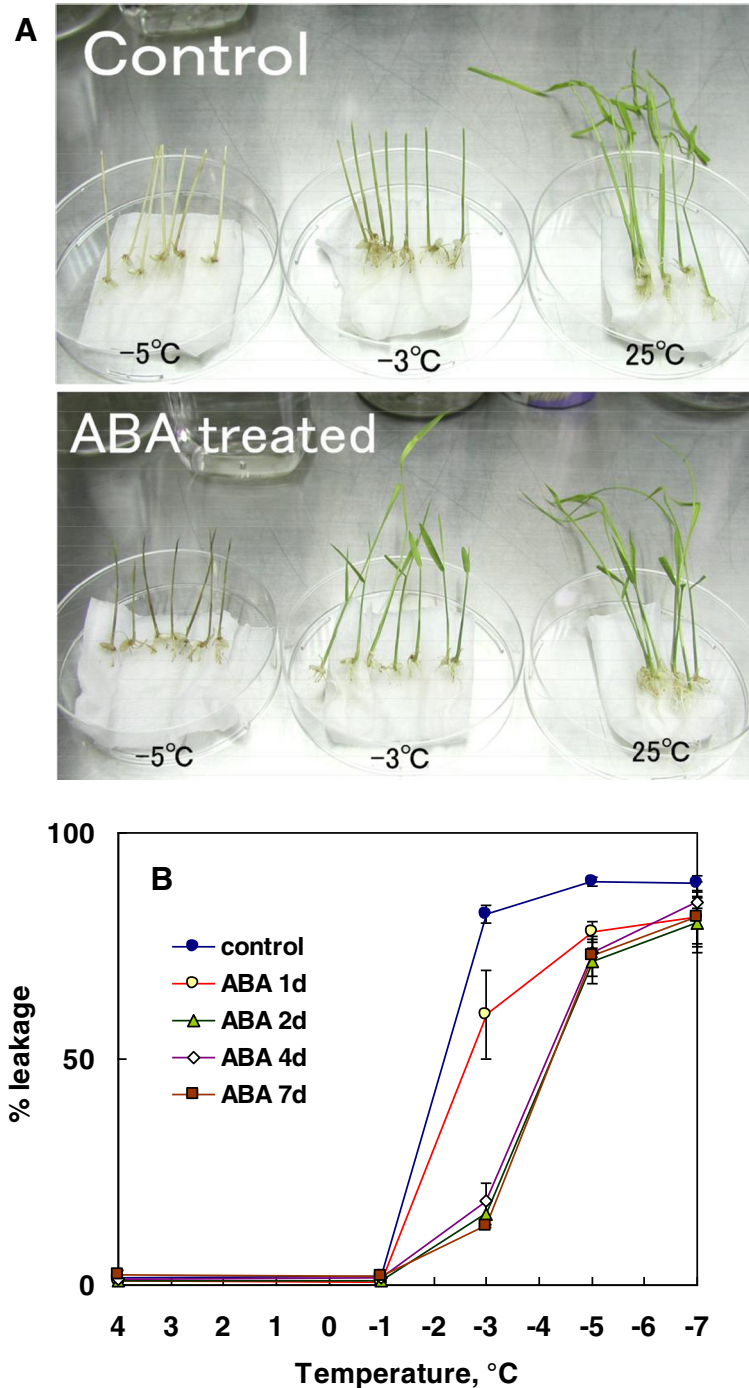 A
Control
-5°C
-3°C
25°C
ABA treated
-5°C
-3°C
25°C
B
100
50
0
% leakage
control
ABA 1d
ABA 2d
ABA 4d
ABA 7d
4 3 2 1 0 -1 -2 -3 -4 -5 -6 -7
Temperature, °C